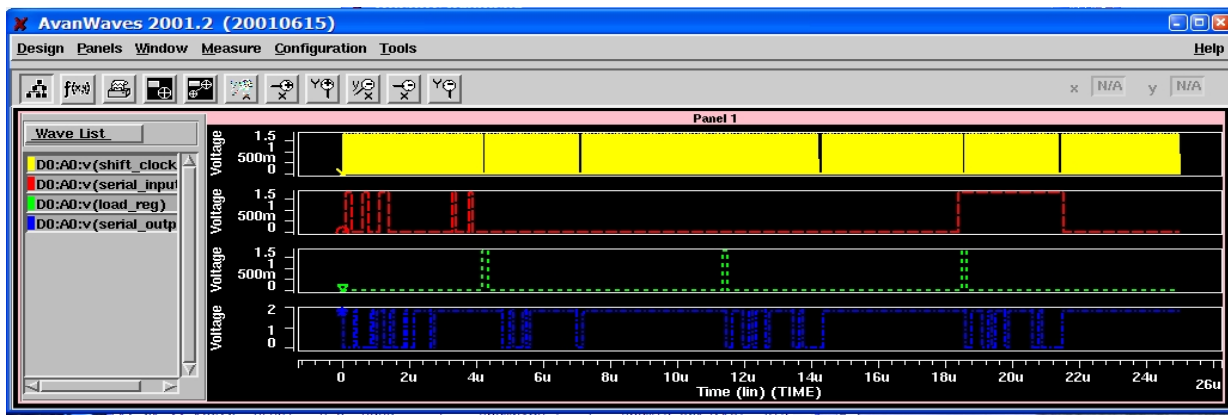 AvanWaves 2001.2 (20010615)
Design Panels Window Measure Configuration Tools Help
f(x) x N/A y N/A
Panel 1
Wave List
D0:A0:v(shift_clock
D0:A0:v(serial_input
D0:A0:v(load_reg)
D0:A0:v(serial_outp
Voltage 1.5 1 500m 0
Voltage 1.5 1 500m 0
Voltage 1.5 1 500m 0
Voltage 2 1 0
0 2u 4u 6u 8u 10u 12u 14u 16u 18u 20u 22u 24u 26u
Time (lin) (TIME)